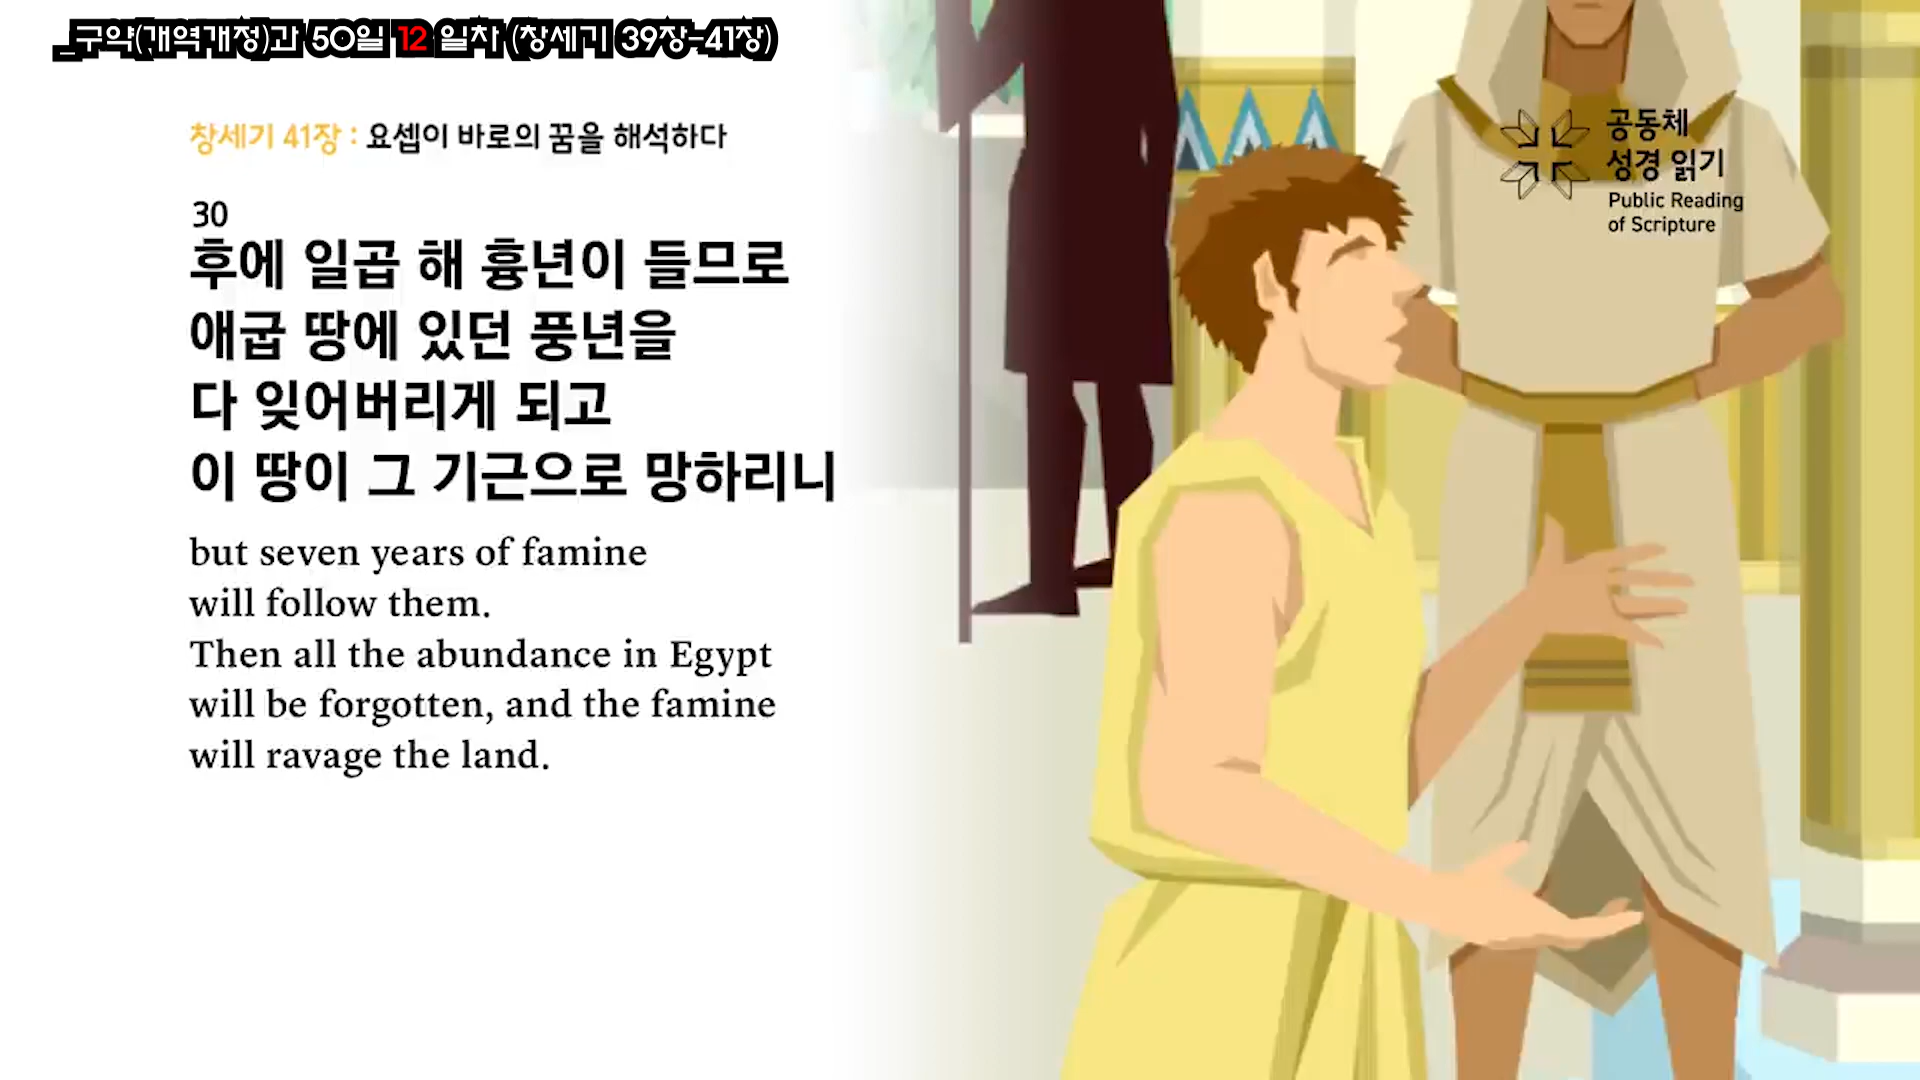 _구약(개역개정)과 50일 12 일차 (창세기 39장-41장)
창세기 41장 : 요셉이 바로의 꿈을 해석하다
30
후에 일곱 해 흉년이 들므로
애굽 땅에 있던 풍년을
다 잊어버리게 되고
이 땅이 그 기근으로 망하리니
but seven years of famine
will follow them.
Then all the abundance in Egypt
will be forgotten, and the famine
will ravage the land.
공동체
성경 읽기
Public Reading
of Scripture